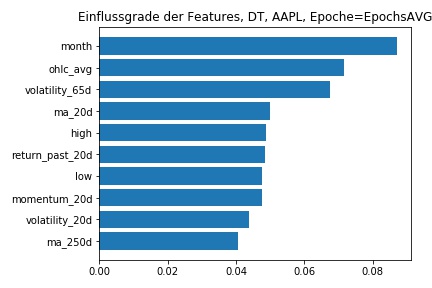 Einflussgrade der Features, DT, AAPL, Epoche=EpochsAVG
month
ohlc_avg
volatility_65d
ma_20d
high
return_past_20d
low
momentum_20d
volatility_20d
ma_250d
0.00 0.02 0.04 0.06 0.08